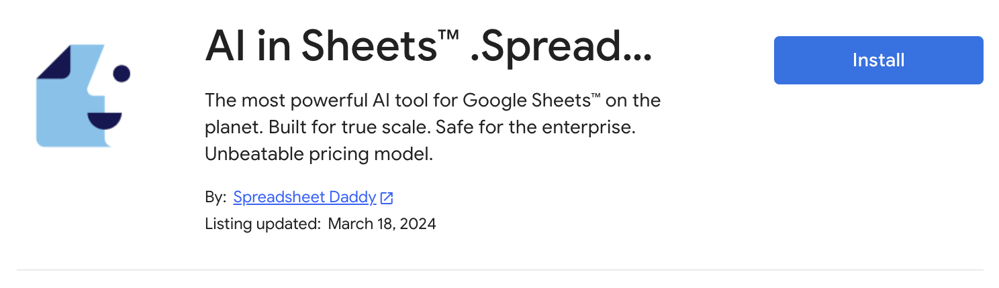 AI in Sheets™ .Spread...
Install
The most powerful AI tool for Google Sheets™ on the
planet. Built for true scale. Safe for the enterprise.
Unbeatable pricing model.
By: Spreadsheet Daddy
Listing updated: March 18, 2024